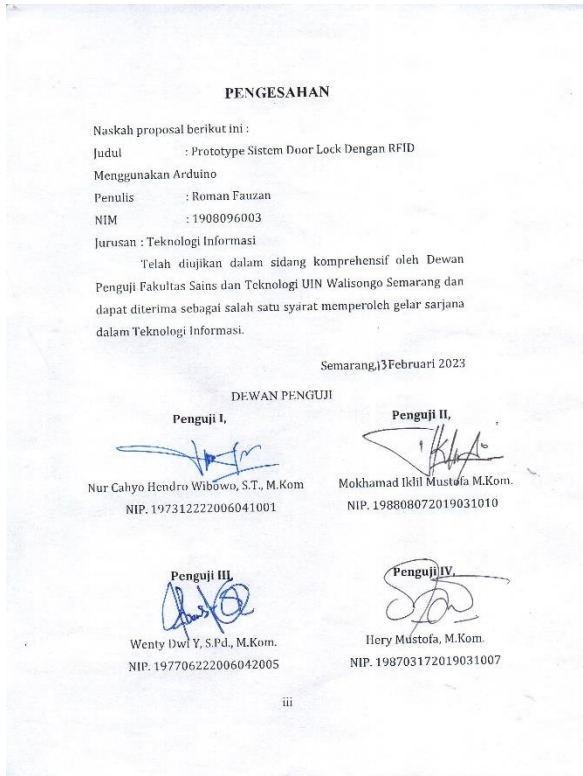 PENGESAHAN
Naskah proposal berikut ini :
Judul : Prototype Sistem Door Lock Dengan RFID
Menggunakan Arduino
Penulis : Roman Fauzan
NIM : 1908096003
Jurusan : Teknologi Informasi
Telah diujikan dalam sidang komprehensif oleh Dewan
Penguji Fakultas Sains dan Teknologi UIN Walisongo Semarang dan
dapat diterima sebagai salah satu syarat memperoleh gelar sarjana
dalam Teknologi Informasi.
Semarang,13Februari 2023
DEWAN PENGUJI
Penguji I,
Penguji II,
Nur Cahyo Hendro Wibowo, S.T., M.Kom
Mokhamad Iklil Mustofa M.Kom.
NIP. 197312222006041001
NIP. 198808072019031010
Penguji III,
Penguji IV,
Wenty Dwi Y, S.Pd., M.Kom.
Hery Mustofa, M.Kom.
NIP. 197706222006042005
NIP. 198703172019031007
iii